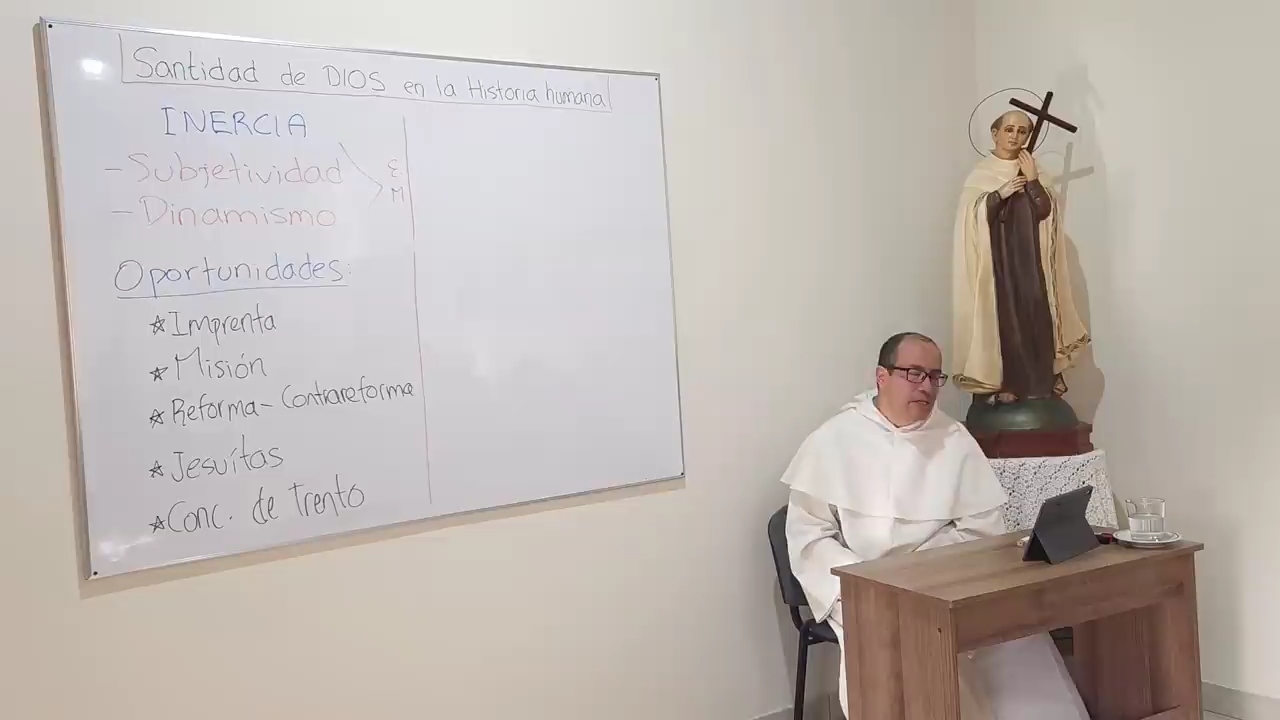 Santidad de DIOS en la Historia humana
INERCIA
- Subjetividad
- Dinamismo
E.
M
Oportunidades:
* Imprenta
* Misión
* Reforma - Contrareforma
* Jesuítas
* Conc. de Trento